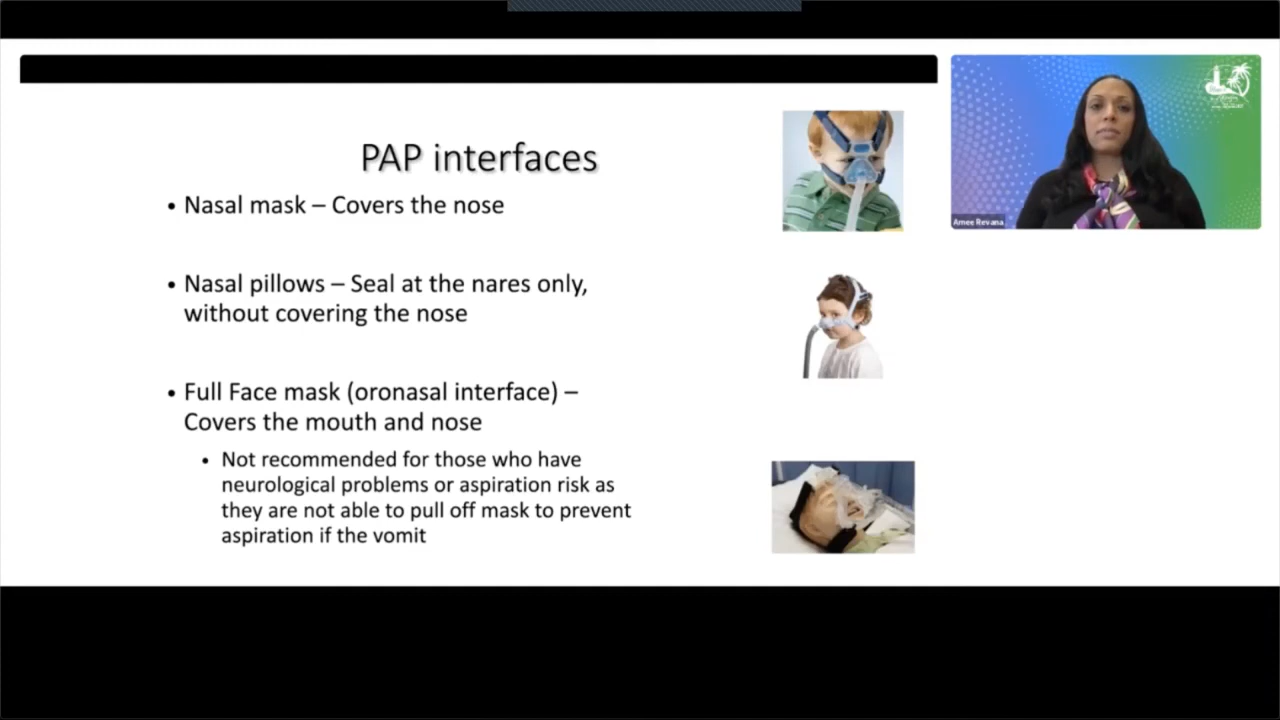 PAP interfaces
• Nasal mask – Covers the nose
• Nasal pillows – Seal at the nares only,
without covering the nose
• Full Face mask (oronasal interface) –
Covers the mouth and nose
• Not recommended for those who have
neurological problems or aspiration risk as
they are not able to pull off mask to prevent
aspiration if the vomit
Amee Revana